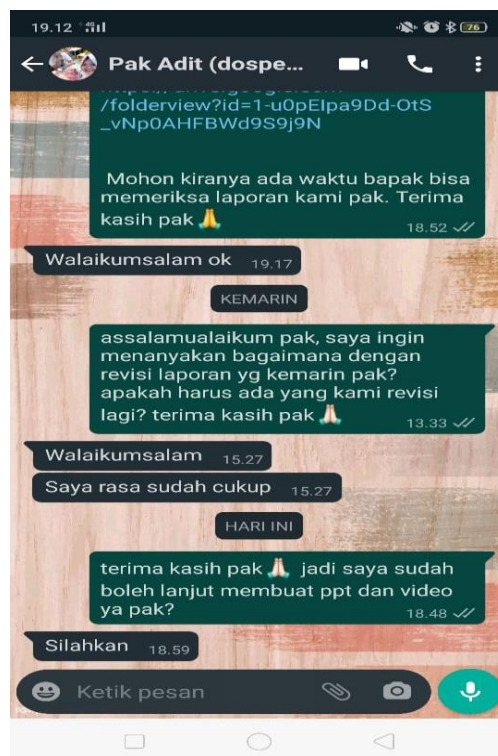 19.12
76
Pak Adit (dospe...
/folderview?id=1-u0pEIpa9Dd-OtS
_vNp0AHFBWd9S9j9N
Mohon kiranya ada waktu bapak bisa
memeriksa laporan kami pak. Terima
kasih pak 🙏
18.52
Walaikumsalam ok 19.17
KEMARIN
assalamualaikum pak, saya ingin
menanyakan bagaimana dengan
revisi laporan yg kemarin pak?
apakah harus ada yang kami revisi
lagi? terima kasih pak 🙏🏻
13.33
Walaikumsalam 15.27
Saya rasa sudah cukup 15.27
HARI INI
terima kasih pak 🙏🏻 jadi saya sudah
boleh lanjut membuat ppt dan video
ya pak?
18.48
Silahkan 18.59
Ketik pesan